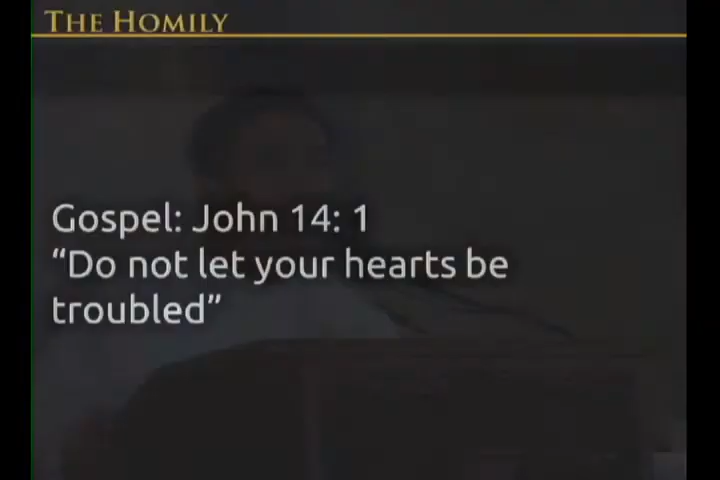 THE HOMILY
Gospel: John 14: 1
“Do not let your hearts be
troubled”